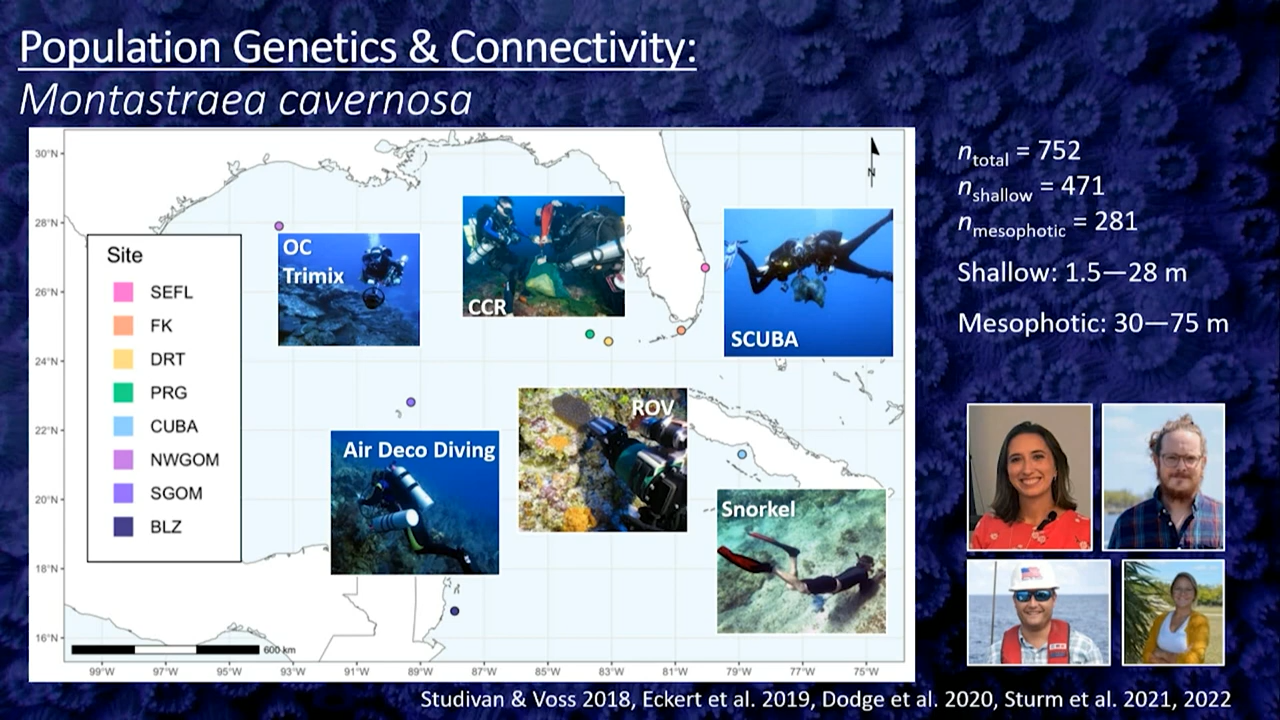 Population Genetics & Connectivity:
Montastraea cavernosa
30°N
28°N
26°N
24°N
22°N
20°N
18°N
16°N
99°W
97°W
95°W
93°W
91°W
89°W
87°W
85°W
83°W
81°W
79°W
77°W
75°W
N
600 km
Site
SEFL
FK
DRT
PRG
CUBA
NWGOM
SGOM
BLZ
OC
Trimix
CCR
SCUBA
Air Deco Diving
ROV
Snorkel
ntotal = 752
nshallow = 471
nmesophotic = 281
Shallow: 1.5—28 m
Mesophotic: 30—75 m
Studivan & Voss 2018, Eckert et al. 2019, Dodge et al. 2020, Sturm et al. 2021, 2022